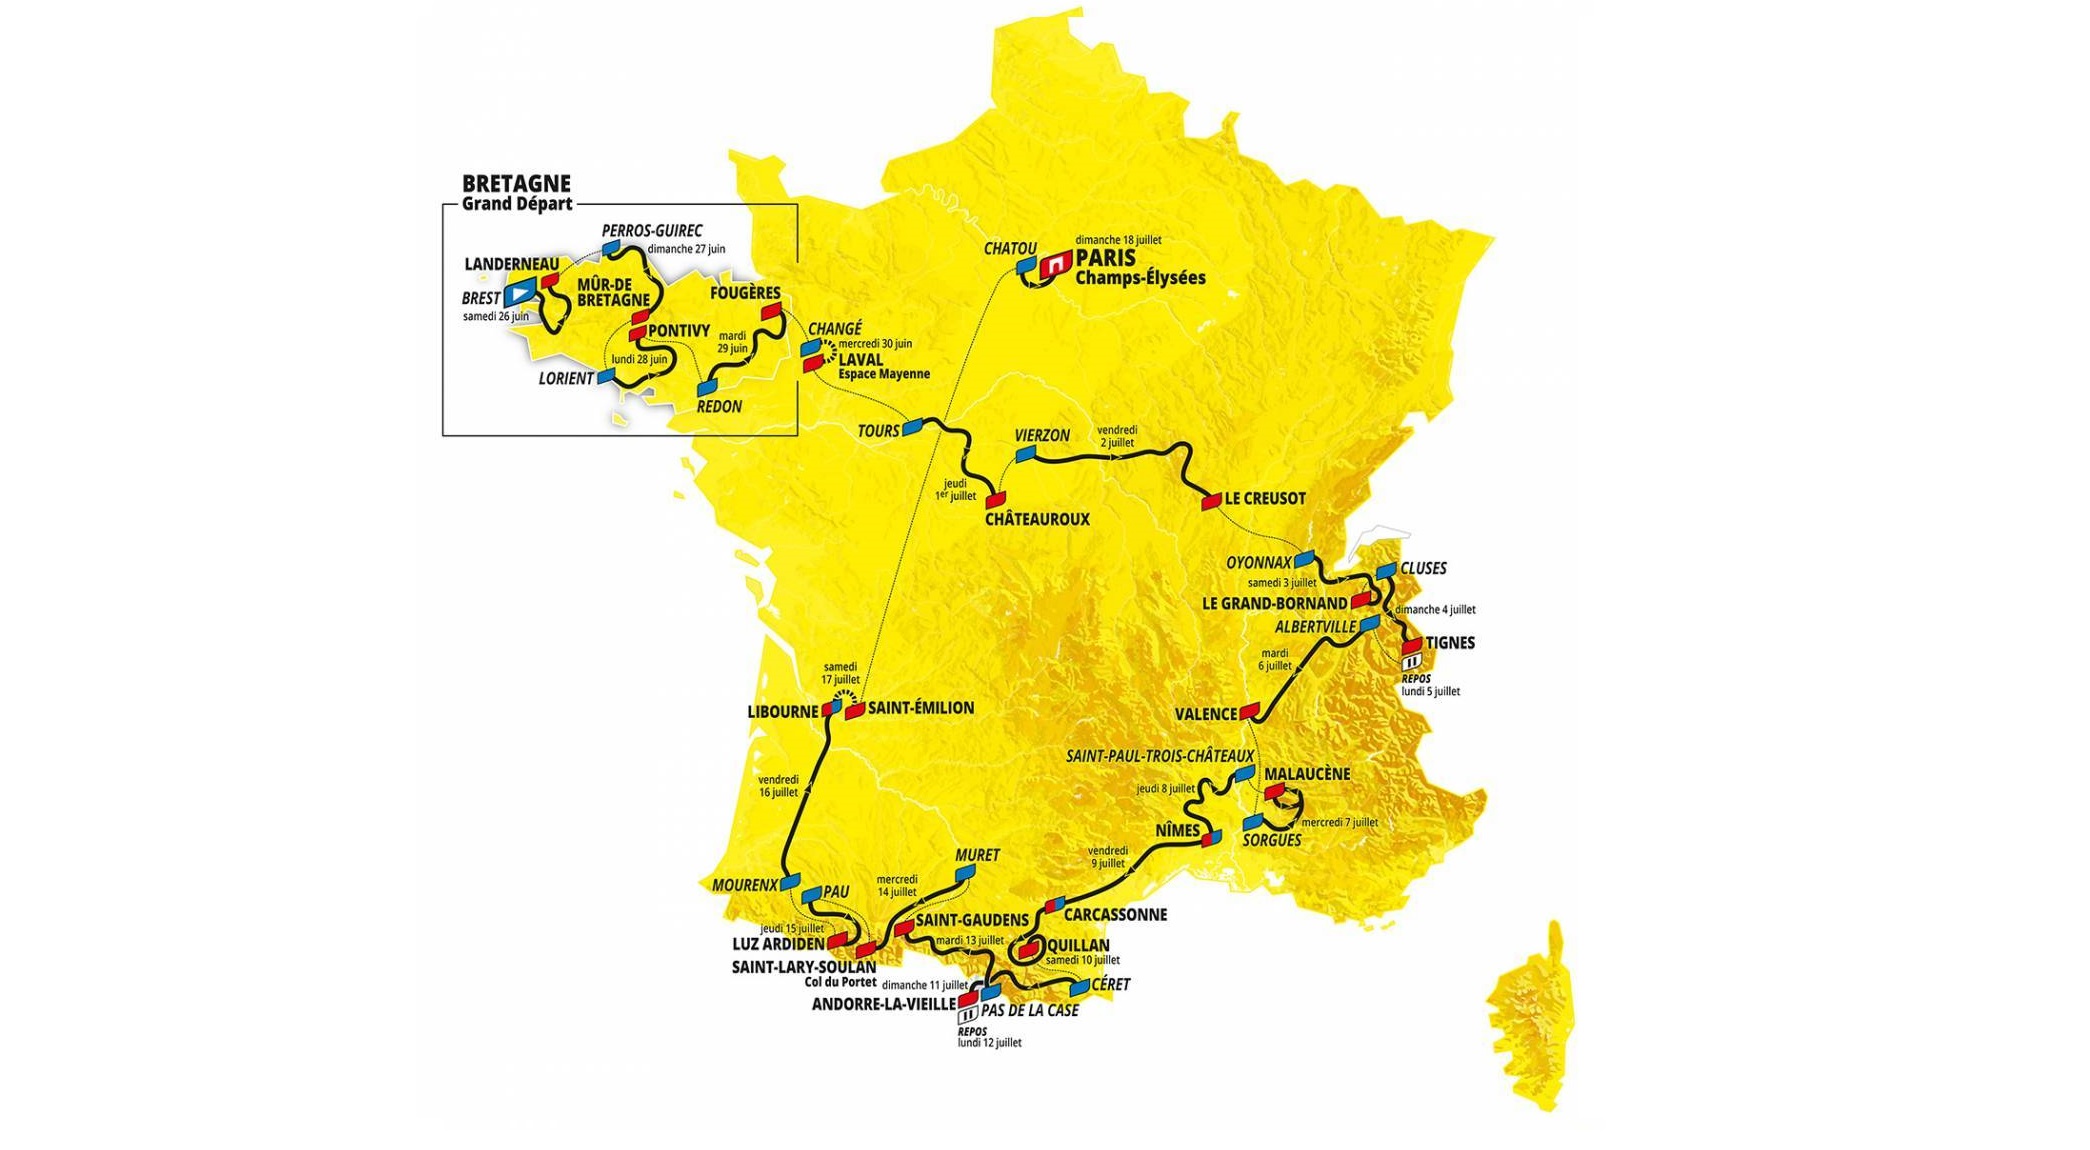 BRETAGNE
Grand Départ
PERROS-GUIREC
dimanche 27 juin
LANDERNEAU
BREST
samedi 26 juin
MÛR-DE
BRETAGNE
PONTIVY
lundi 28 juin
LORIENT
FOUGÈRES
mardi
29 juin
REDON
CHANGÉ
mercredi 30 juin
LAVAL
Espace Mayenne
CHATOU
dimanche 18 juillet
PARIS
Champs-Élysées
TOURS
jeudi
1er juillet
CHÂTEAUROUX
VIERZON
vendredi
2 juillet
LE CREUSOT
OYONNAX
samedi 3 juillet
LE GRAND-BORNAND
CLUSES
dimanche 4 juillet
TIGNES
REPOS
lundi 5 juillet
ALBERTVILLE
mardi
6 juillet
VALENCE
SAINT-PAUL-TROIS-CHÂTEAUX
jeudi 8 juillet
MALAUCÈNE
mercredi 7 juillet
SORGUES
NÎMES
vendredi
9 juillet
CARCASSONNE
QUILLAN
samedi 10 juillet
CÉRET
dimanche 11 juillet
ANDORRE-LA-VIEILLE
PAS DE LA CASE
REPOS
lundi 12 juillet
mardi 13 juillet
SAINT-GAUDENS
MURET
mercredi
14 juillet
SAINT-LARY-SOULAN
Col du Portet
PAU
jeudi 15 juillet
LUZ ARDIDEN
MOURENX
vendredi
16 juillet
LIBOURNE
samedi
17 juillet
SAINT-ÉMILION